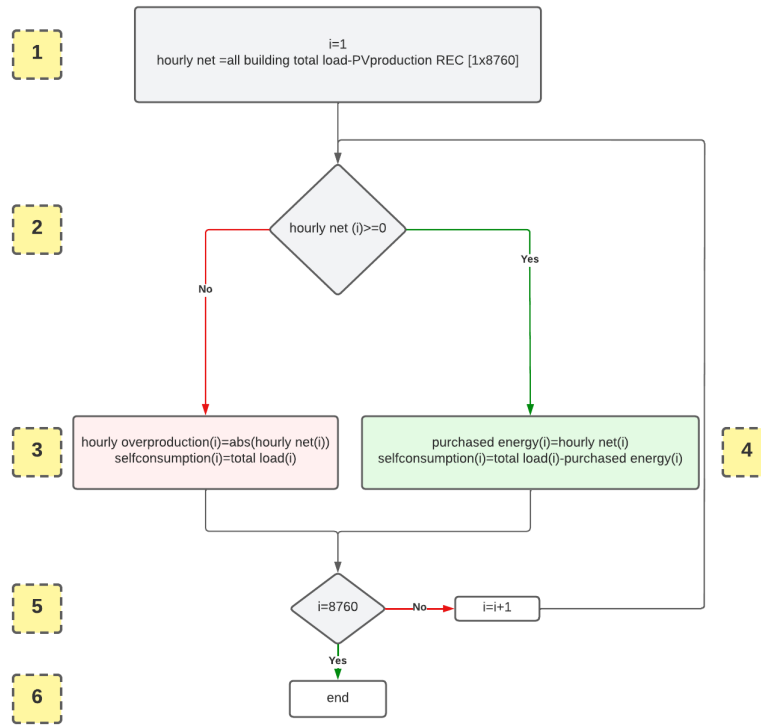 1
i=1
hourly net =all building total load-PVproduction REC [1x8760]
2
hourly net (i)>=0
Yes
No
3
hourly overproduction(i)=abs(hourly net(i))
selfconsumption(i)=total load(i)
purchased energy(i)=hourly net(i)
selfconsumption(i)=total load(i)-purchased energy(i)
4
5
i=8760
No
i=i+1
Yes
6
end